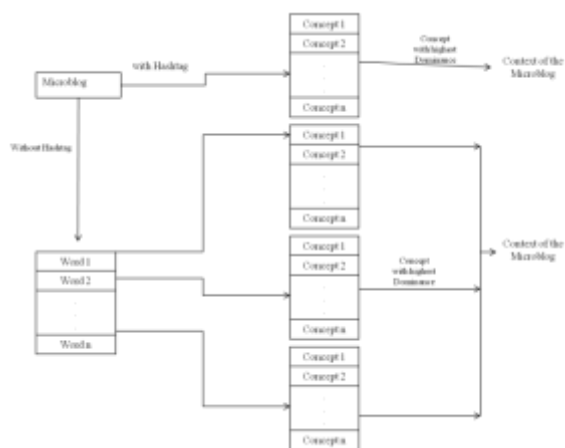 Microblog
with Hashtag
Concept 1
Concept 2
Concept n
Concept
with highest
Dominance
Context of the
Microblog
Without Hashtag
Word 1
Word 2
Word n
Concept 1
Concept 2
Concept n
Concept 1
Concept 2
Concept n
Concept
with highest
Dominance
Context of the
Microblog
Concept 1
Concept 2
Concept n